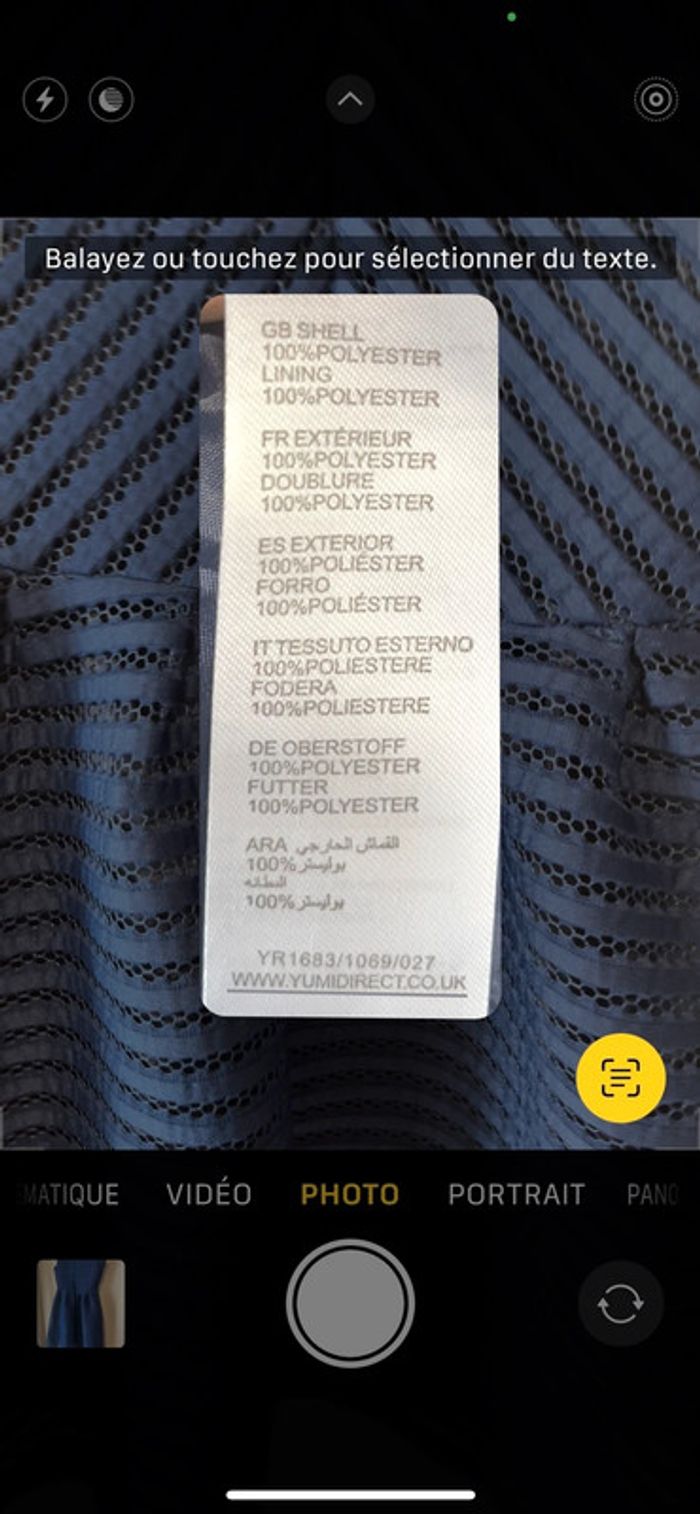 Balayez ou touchez pour sélectionner du texte.
GB SHELL
100%POLYESTER
LINING
100%POLYESTER
FR EXTÉRIEUR
100%POLYESTER
DOUBLURE
100%POLYESTER
ES EXTERIOR
100%POLIÉSTER
FORRO
100%POLIÉSTER
IT TESSUTO ESTERNO
100%POLIESTERE
FODERA
100%POLIESTERE
DE OBERSTOFF
100%POLYESTER
FUTTER
100%POLYESTER
ARA القماش الخارجي
100% بوليستر
البطانه
100% بوليستر
YR1683/1069/027
WWW.YUMIDIRECT.CO.UK
MATIQUE VIDÉO PHOTO PORTRAIT PANO